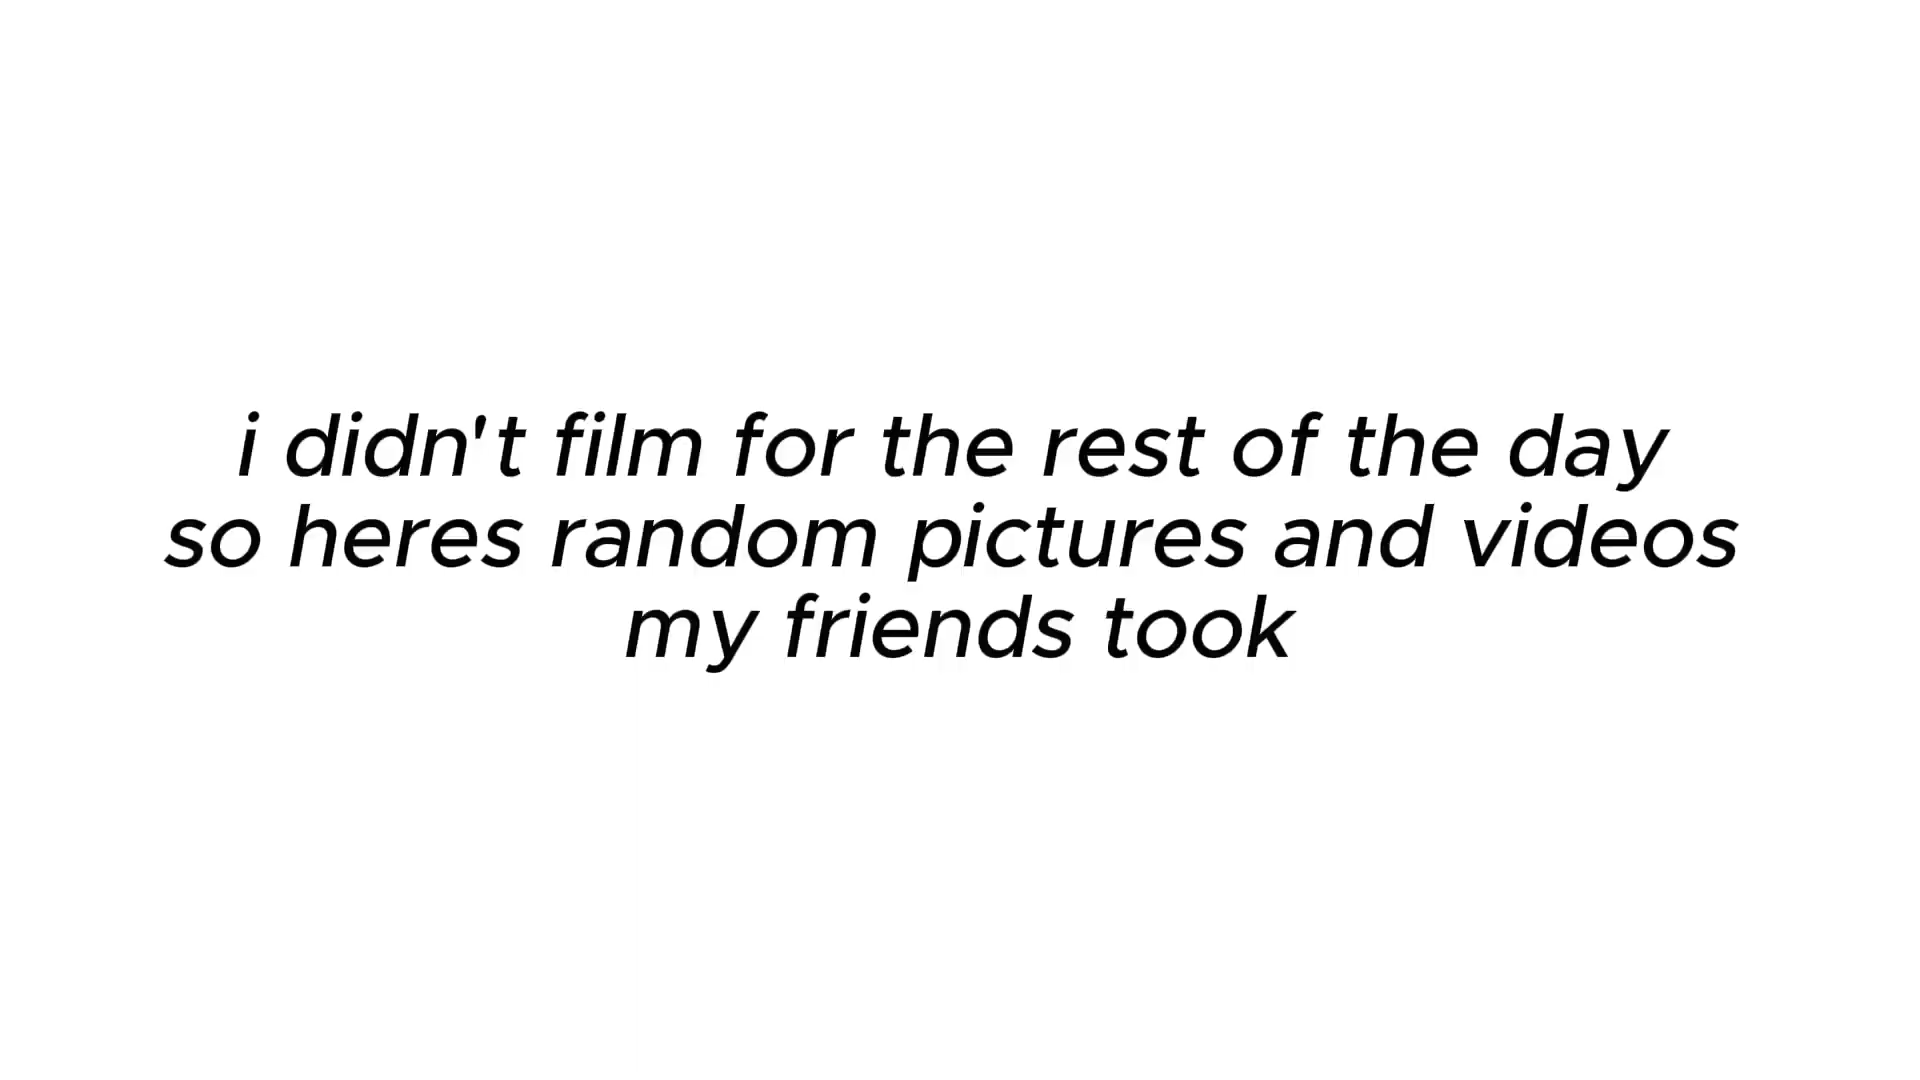 i didn't film for the rest of the day
so heres random pictures and videos
my friends took